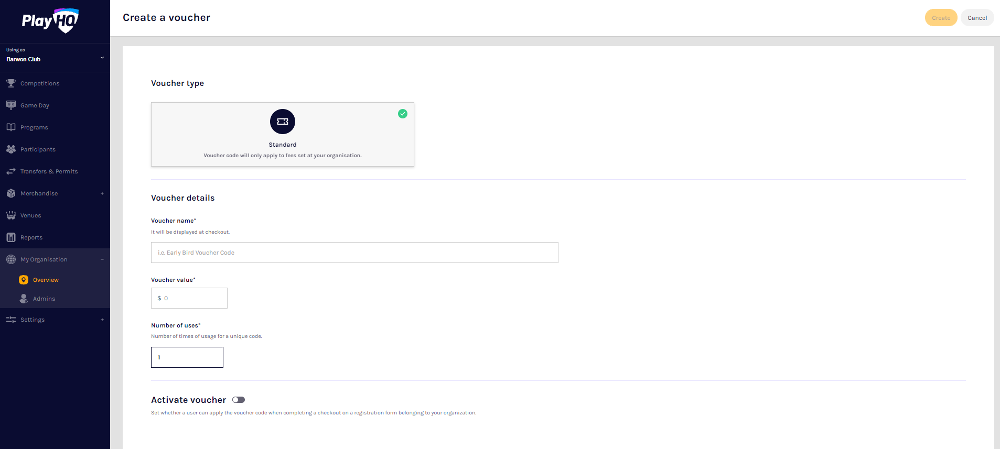 PlayHQ
Create a voucher
Create
Cancel
Using as
Barwon Club
Competitions
Game Day
Programs
Participants
Transfers & Permits
Merchandise +
Venues
Reports
My Organisation −
Overview
Admins
Settings +
Voucher type
Standard
Voucher code will only apply to fees set at your organisation.
Voucher details
Voucher name*
It will be displayed at checkout.
i.e. Early Bird Voucher Code
Voucher value*
$ 0
Number of uses*
Number of times of usage for a unique code.
1
Activate voucher
Set whether a user can apply the voucher code when completing a checkout on a registration form belonging to your organization.